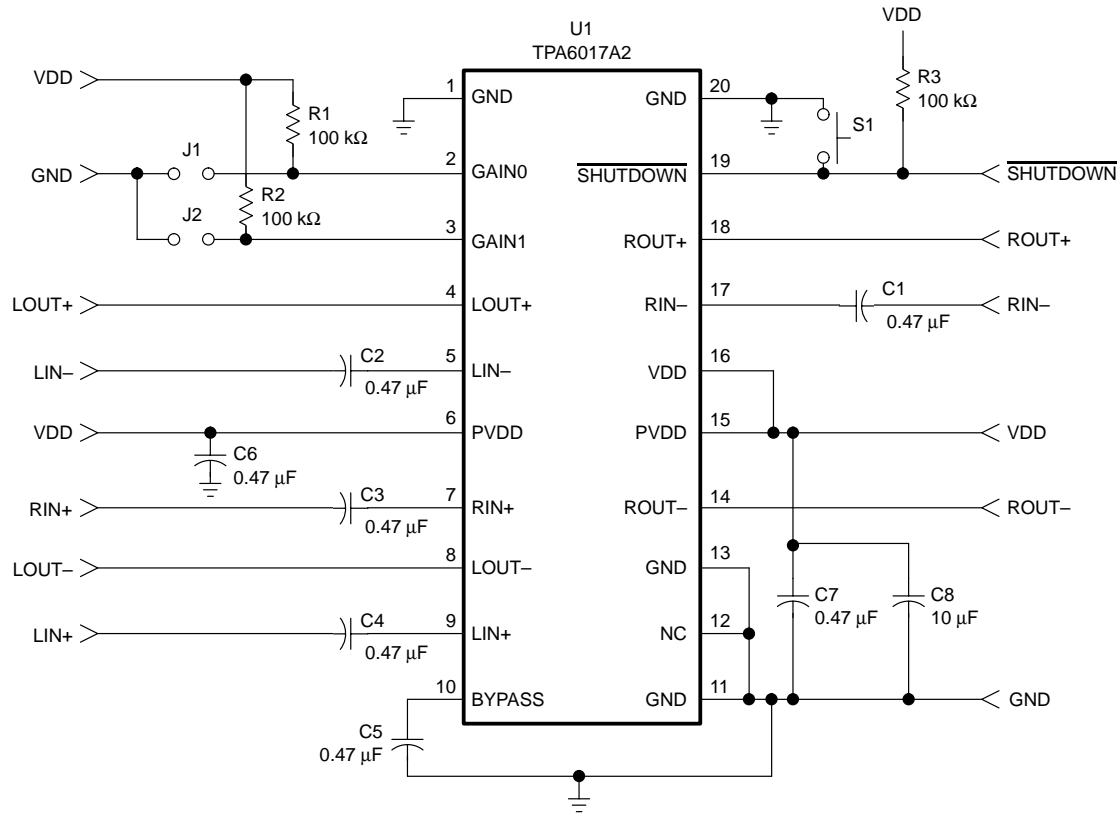 U1
TPA6017A2
VDD
VDD
GND
LOUT+
LIN–
VDD
RIN+
LOUT–
LIN+
J1
J2
R1
100 kΩ
R2
100 kΩ
C2
0.47 µF
C6
0.47 µF
C3
0.47 µF
C4
0.47 µF
C5
0.47 µF
1
GND
2
GAIN0
3
GAIN1
4
LOUT+
5
LIN–
6
PVDD
7
RIN+
8
LOUT–
9
LIN+
10
BYPASS
GND
20
SHUTDOWN
19
ROUT+
18
RIN–
17
VDD
16
PVDD
15
ROUT–
14
GND
13
NC
12
GND
11
S1
R3
100 kΩ
C1
0.47 µF
C7
0.47 µF
C8
10 µF
SHUTDOWN
ROUT+
RIN–
VDD
ROUT–
GND